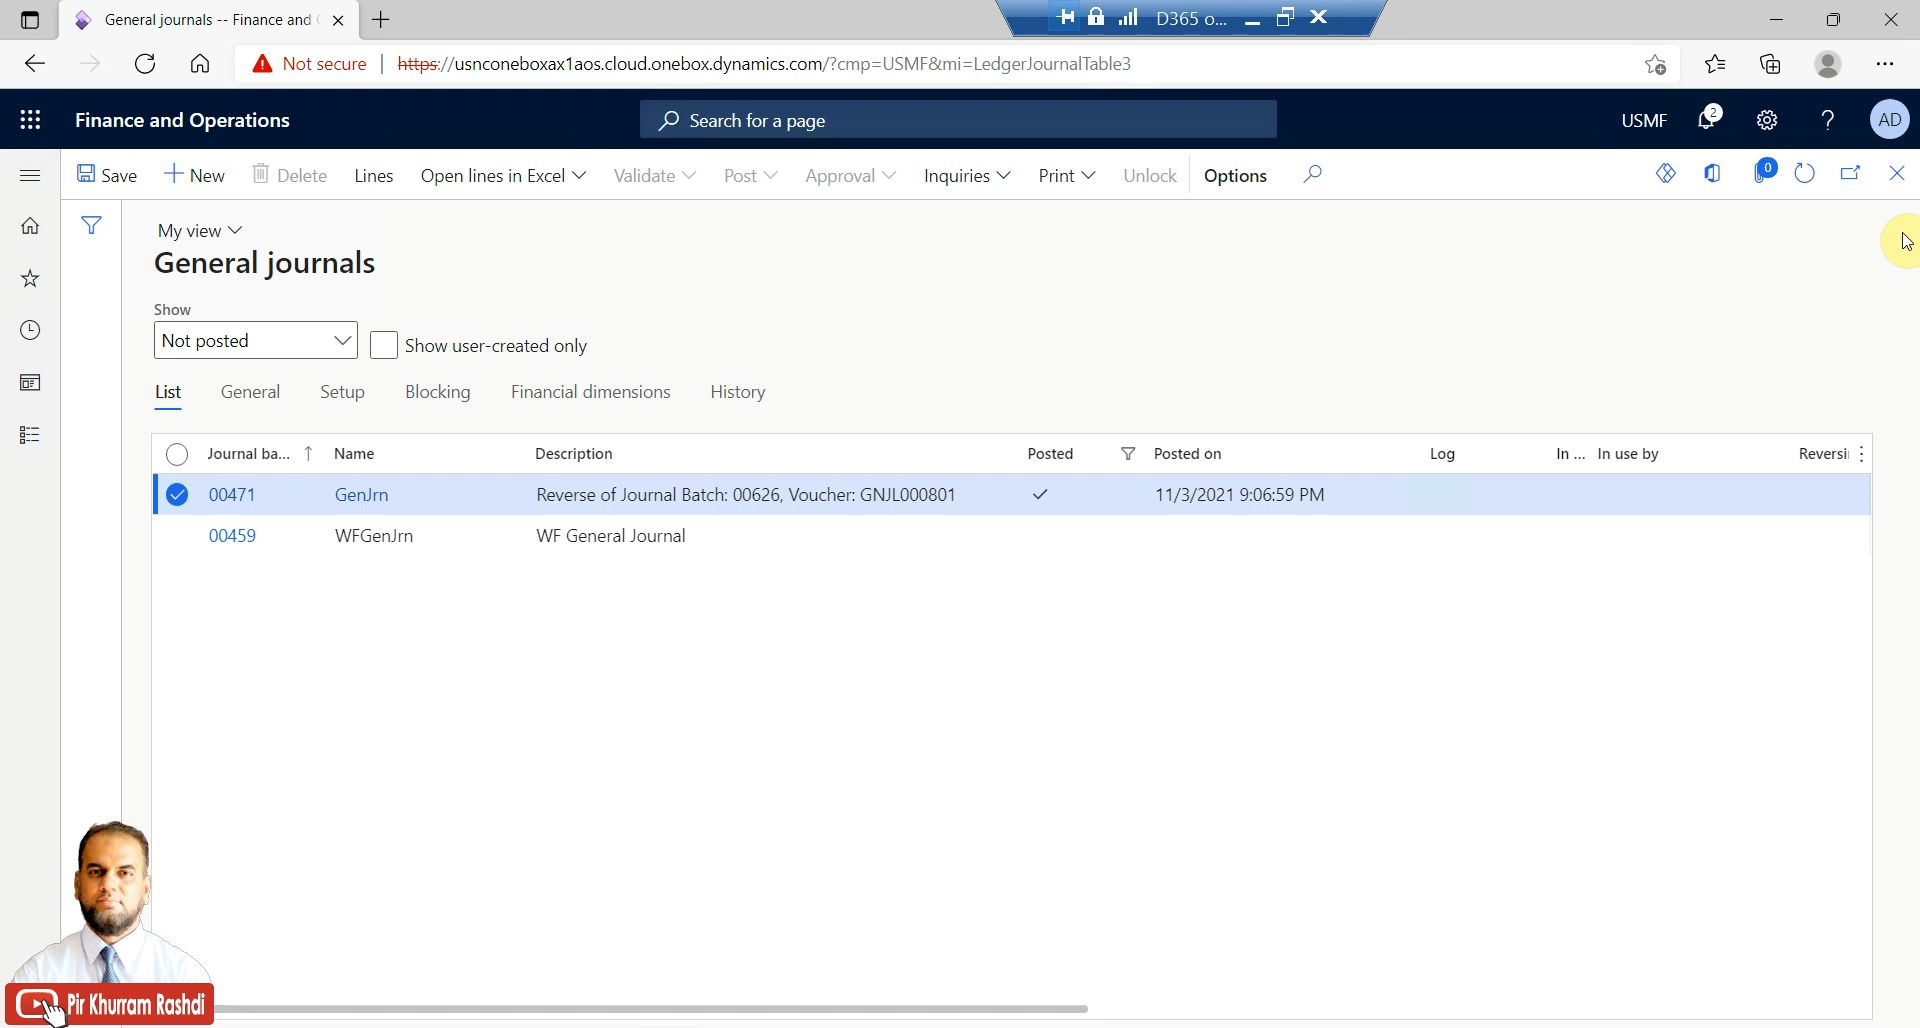 General journals -- Finance and
D365 o...
Not secure
https://usnconeboxax1aos.cloud.onebox.dynamics.com/?cmp=USMF&mi=LedgerJournalTable3
Finance and Operations
Search for a page
USMF
2
?
AD
Save
New
Delete
Lines
Open lines in Excel
Validate
Post
Approval
Inquiries
Print
Unlock
Options
0
My view
General journals
Show
Not posted
Show user-created only
List
General
Setup
Blocking
Financial dimensions
History
Journal ba...
Name
Description
Posted
Posted on
Log
In ...
In use by
Reversi
00471
GenJrn
Reverse of Journal Batch: 00626, Voucher: GNJL000801
11/3/2021 9:06:59 PM
00459
WFGenJrn
WF General Journal
Pir Khurram Rashdi